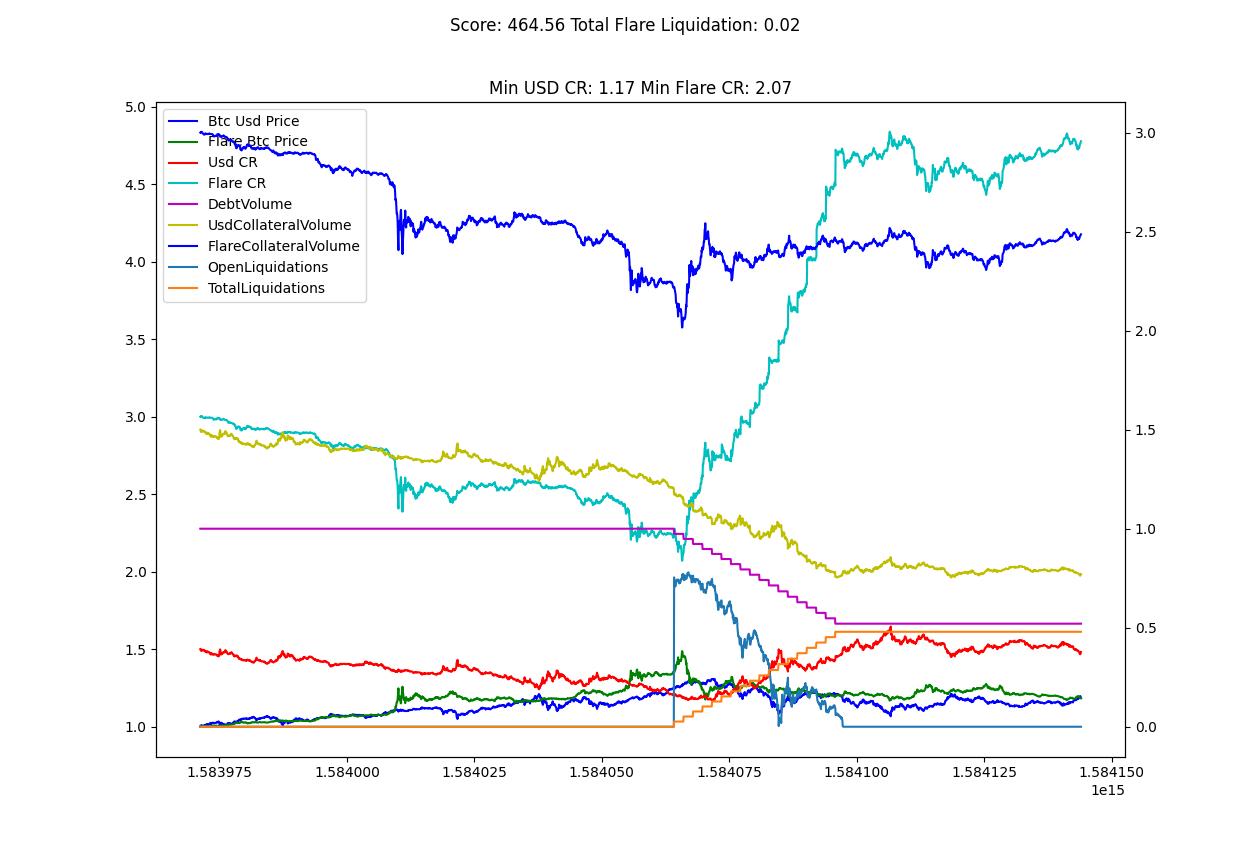 Score: 464.56 Total Flare Liquidation: 0.02
Min USD CR: 1.17 Min Flare CR: 2.07
5.0
4.5
4.0
3.5
3.0
2.5
2.0
1.5
1.0
Btc Usd Price
Flare Btc Price
Usd CR
Flare CR
DebtVolume
UsdCollateralVolume
FlareCollateralVolume
OpenLiquidations
TotalLiquidations
3.0
2.5
2.0
1.5
1.0
0.5
0.0
1.583975 1.584000 1.584025 1.584050 1.584075 1.584100 1.584125 1.584150
1e15